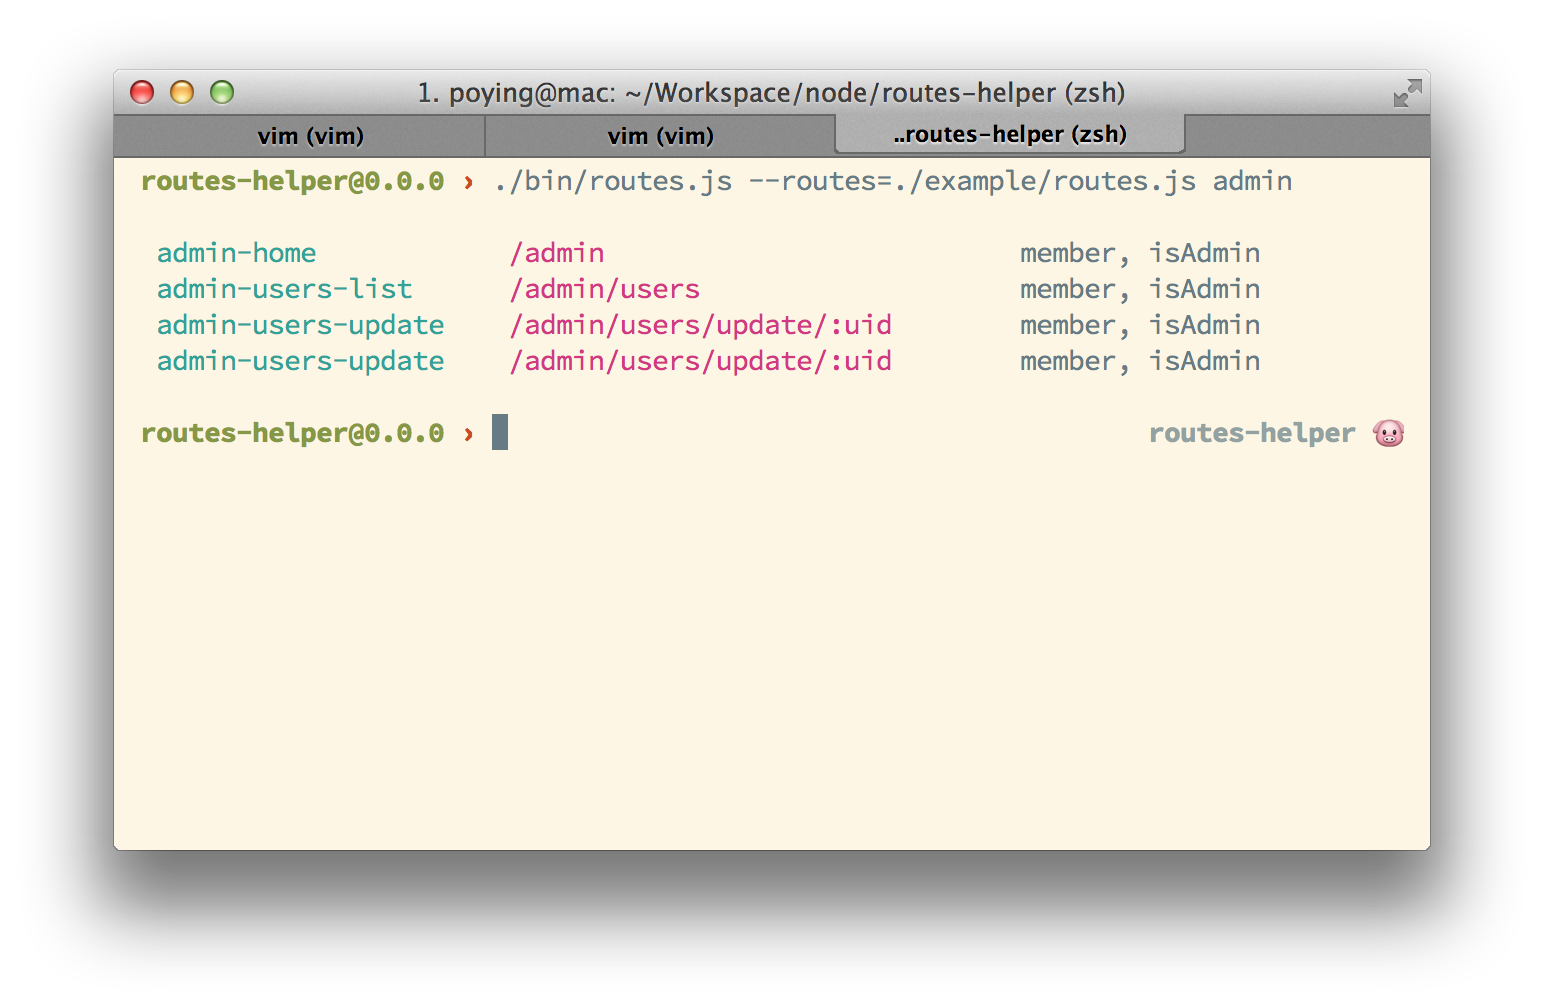 1. poying@mac: ~/Workspace/node/routes-helper (zsh)
vim (vim) vim (vim) ..routes-helper (zsh)
routes-helper@0.0.0 › ./bin/routes.js --routes=./example/routes.js admin
admin-home /admin member, isAdmin
admin-users-list /admin/users member, isAdmin
admin-users-update /admin/users/update/:uid member, isAdmin
admin-users-update /admin/users/update/:uid member, isAdmin
routes-helper@0.0.0 › routes-helper 🐷